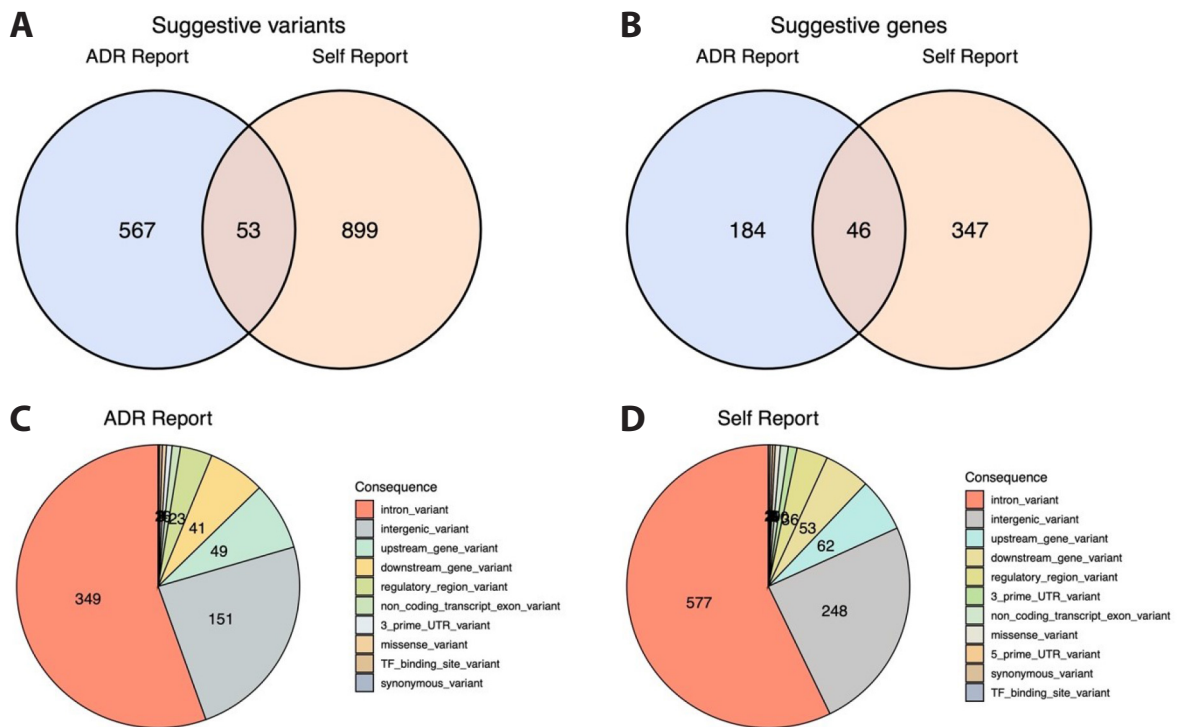 A
Suggestive variants
ADR Report
Self Report
567
53
899
B
Suggestive genes
ADR Report
Self Report
184
46
347
C
ADR Report
23
41
49
151
349
Consequence
intron_variant
intergenic_variant
upstream_gene_variant
downstream_gene_variant
regulatory_region_variant
non_coding_transcript_exon_variant
3_prime_UTR_variant
missense_variant
TF_binding_site_variant
synonymous_variant
D
Self Report
36
53
62
248
577
Consequence
intron_variant
intergenic_variant
upstream_gene_variant
downstream_gene_variant
regulatory_region_variant
3_prime_UTR_variant
non_coding_transcript_exon_variant
missense_variant
5_prime_UTR_variant
synonymous_variant
TF_binding_site_variant